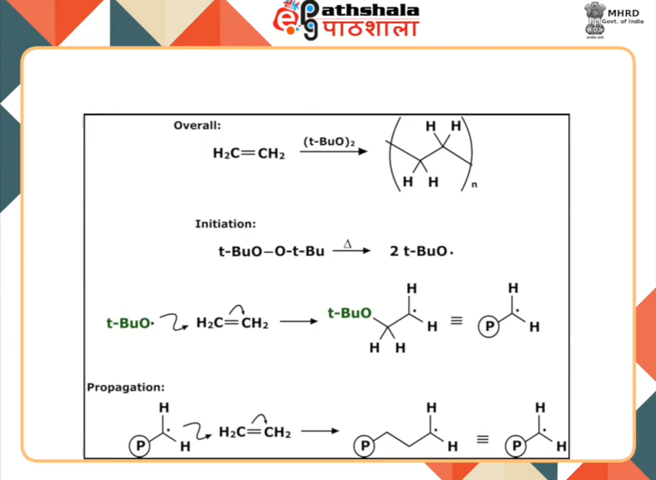 ePathshala
पाठशाला
MHRD
Govt. of India
Overall:
H₂C=CH₂ (t-BuO)₂ H H H H n
Initiation:
t-BuO–O-t-Bu Δ 2 t-BuO·
t-BuO· H₂C=CH₂ t-BuO H · H H H ≡ P H · H
Propagation:
P H · H H₂C=CH₂ P H · H ≡ P H · H